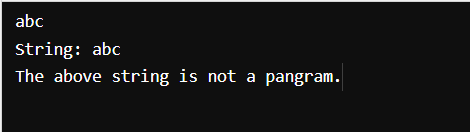 abc
String: abc
The above string is not a pangram.